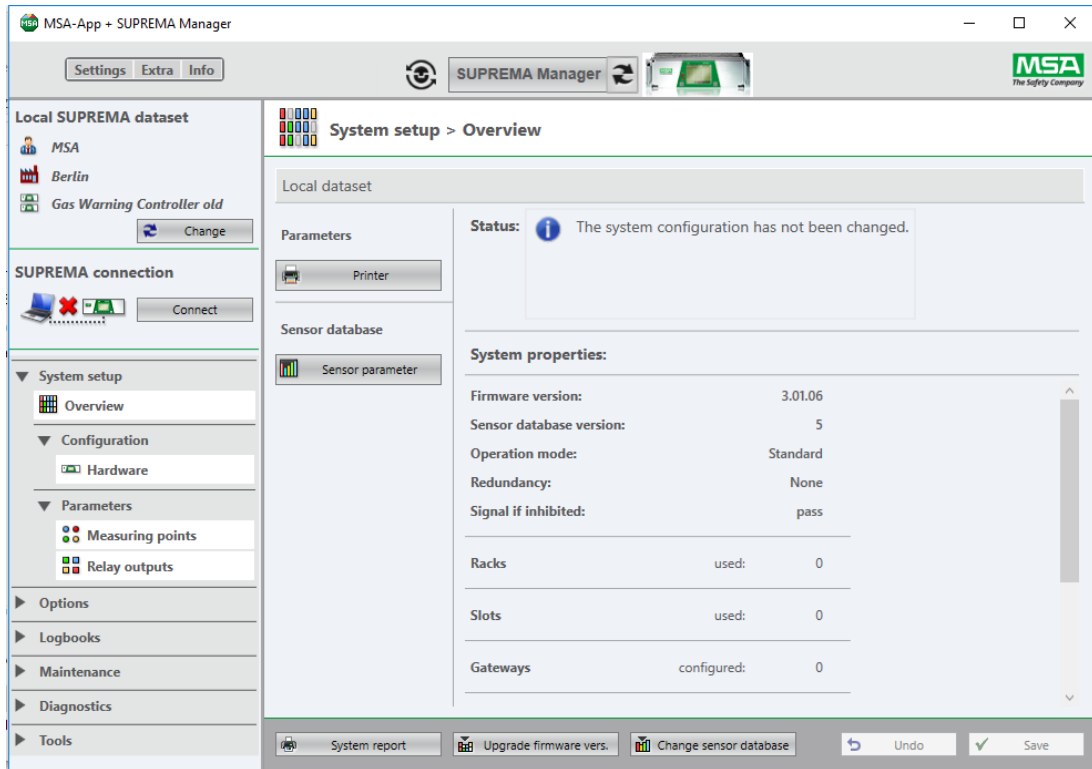 MSA-App + SUPREMA Manager
Settings Extra Info
SUPREMA Manager
MSA
The Safety Company
Local SUPREMA dataset
MSA
Berlin
Gas Warning Controller old
Change
SUPREMA connection
Connect
System setup
Overview
Configuration
Hardware
Parameters
Measuring points
Relay outputs
Options
Logbooks
Maintenance
Diagnostics
Tools
System setup > Overview
Local dataset
Parameters
Printer
Sensor database
Sensor parameter
Status: The system configuration has not been changed.
System properties:
Firmware version: 3.01.06
Sensor database version: 5
Operation mode: Standard
Redundancy: None
Signal if inhibited: pass
Racks used: 0
Slots used: 0
Gateways configured: 0
System report
Upgrade firmware vers.
Change sensor database
Undo
Save